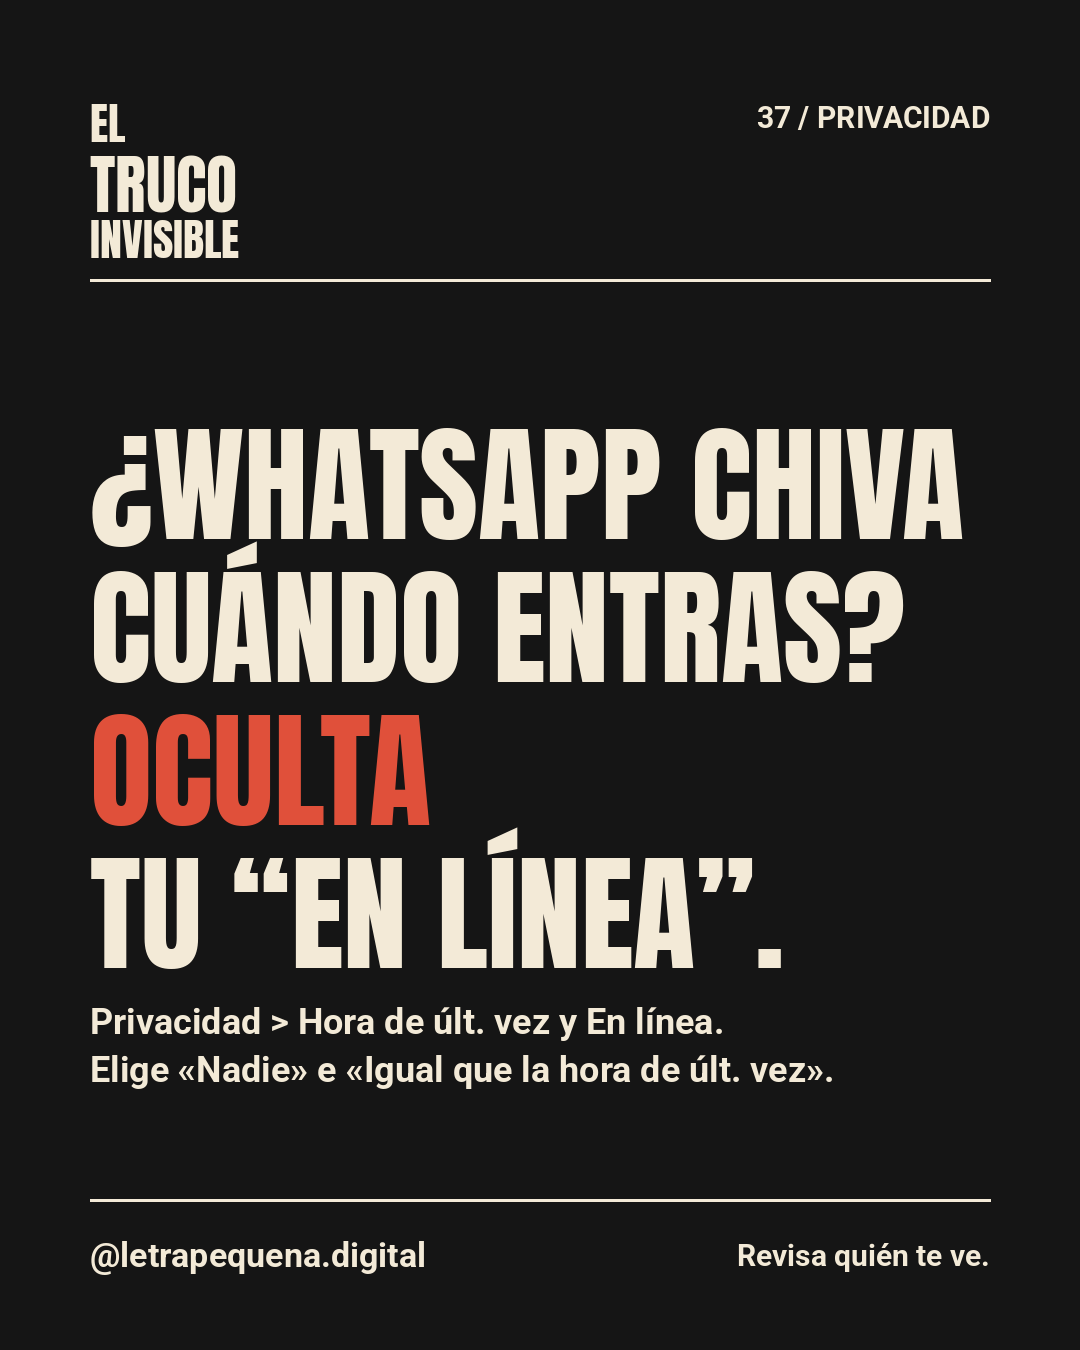 EL
TRUCO
INVISIBLE
37 / PRIVACIDAD
¿WHATSAPP CHIVA
CUÁNDO ENTRAS?
OCULTA
TU “EN LÍNEA”.
Privacidad > Hora de últ. vez y En línea.
Elige «Nadie» e «Igual que la hora de últ. vez».
@letrapequena.digital
Revisa quién te ve.